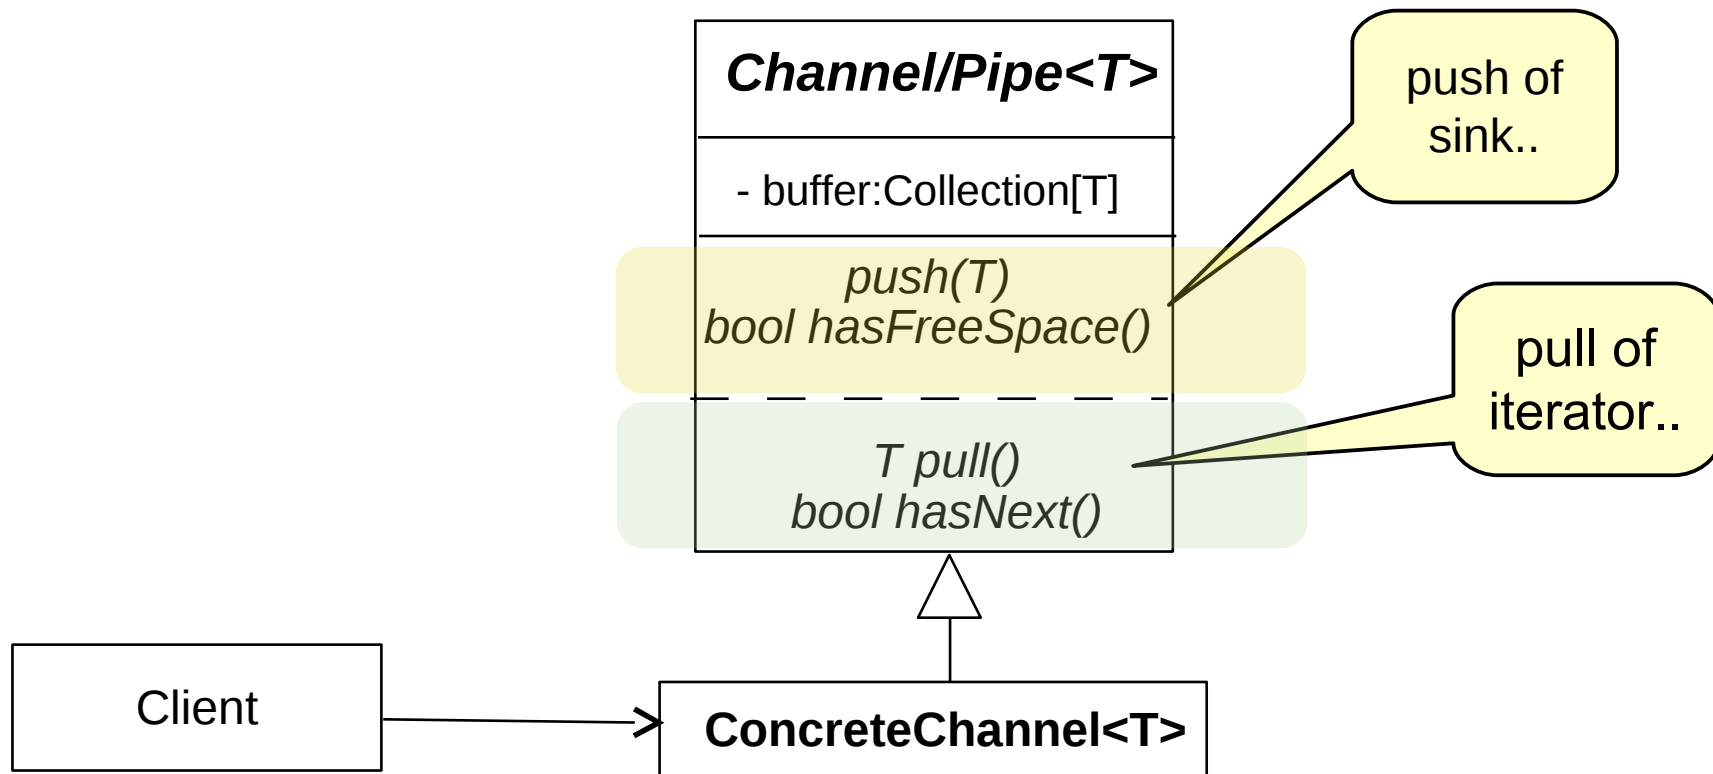 Channel/Pipe<T>
- buffer:Collection[T]
push(T)
bool hasFreeSpace()
T pull()
bool hasNext()
push of
sink..
pull of
iterator..
Client
ConcreteChannel<T>